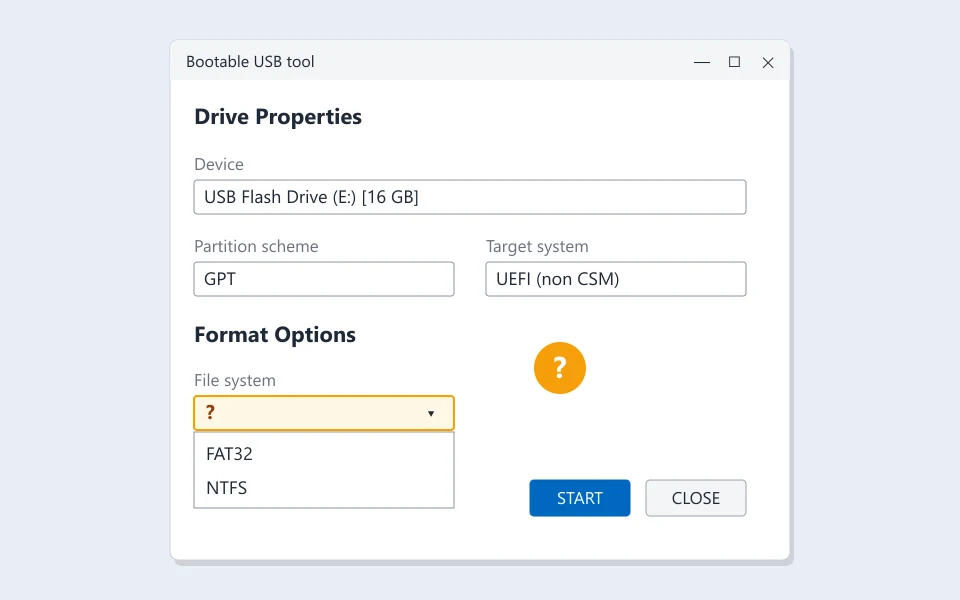 Bootable USB tool
Drive Properties
Device
USB Flash Drive (E:) [16 GB]
Partition scheme
Target system
GPT
UEFI (non CSM)
Format Options
?
File system
?
FAT32
NTFS
START
CLOSE